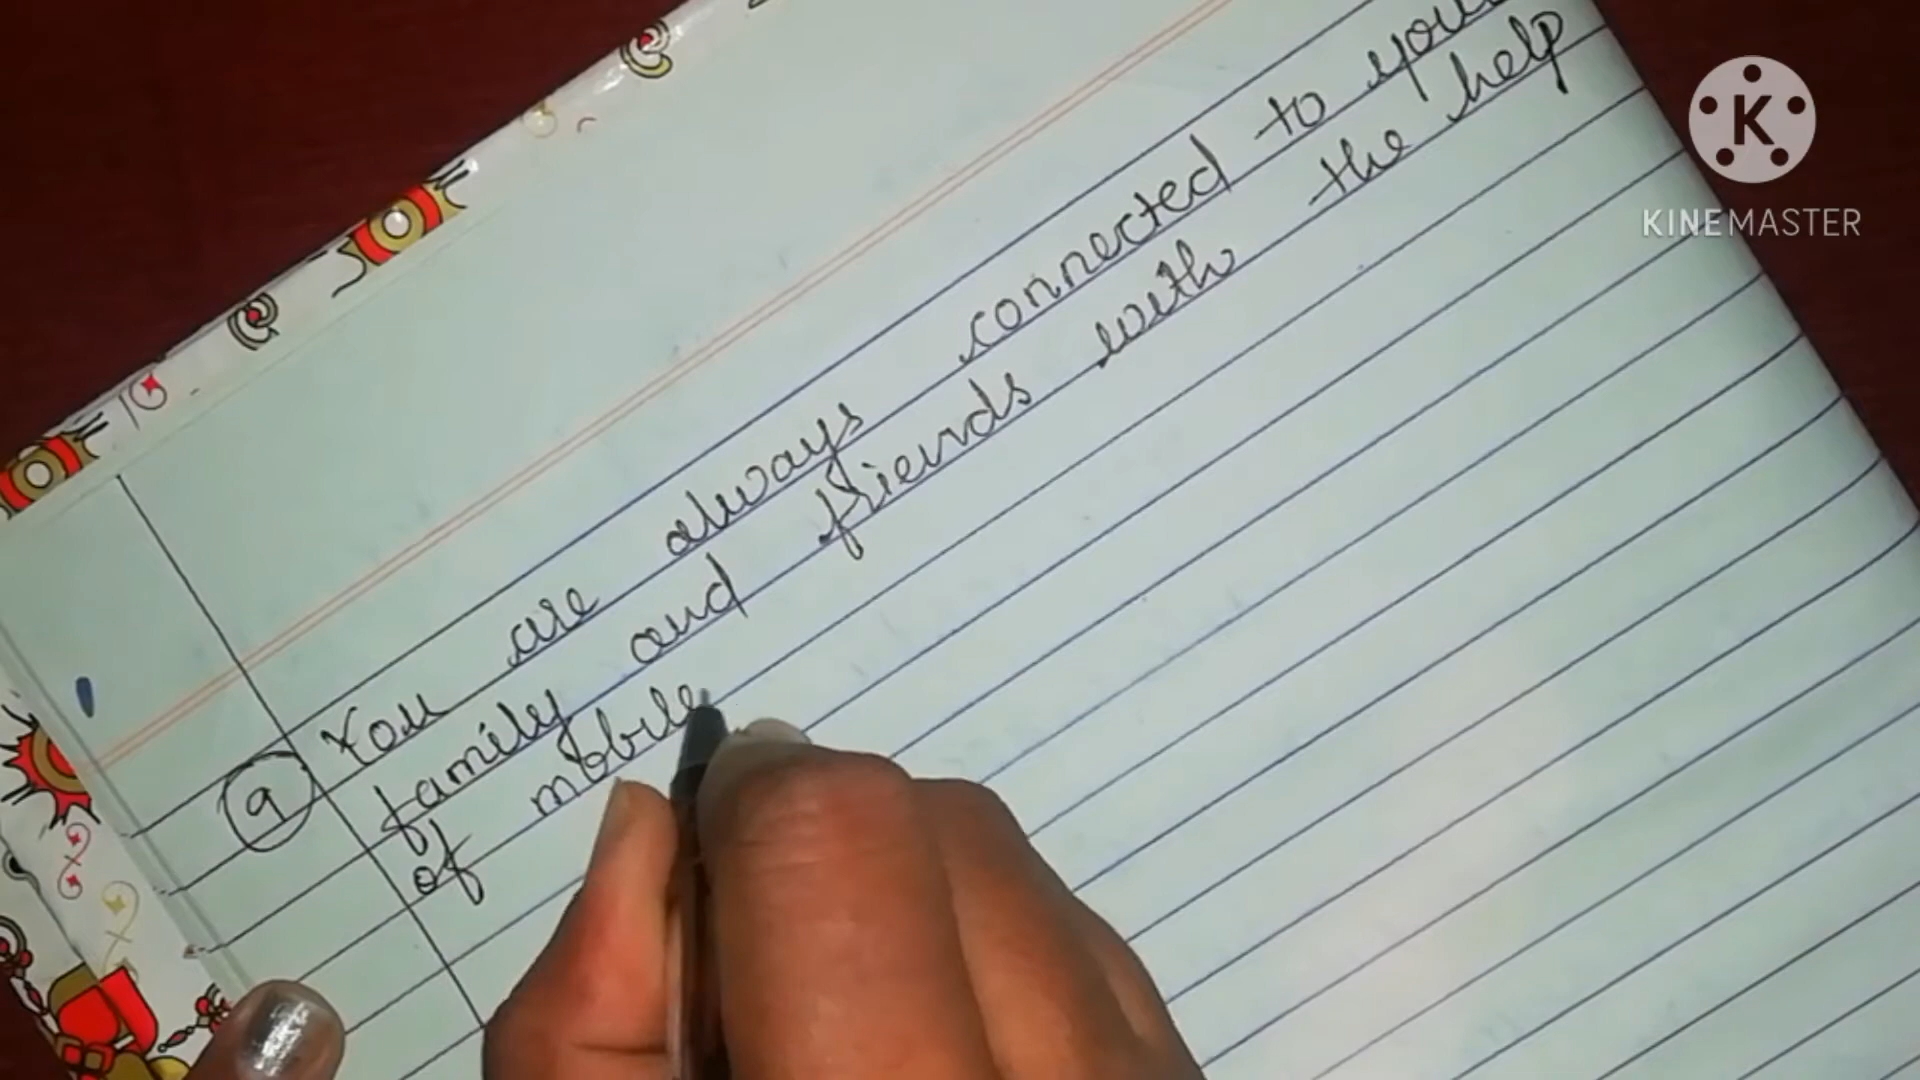 9 You are always connected to your
family and friends with the help
of mobile
K
KINEMASTER